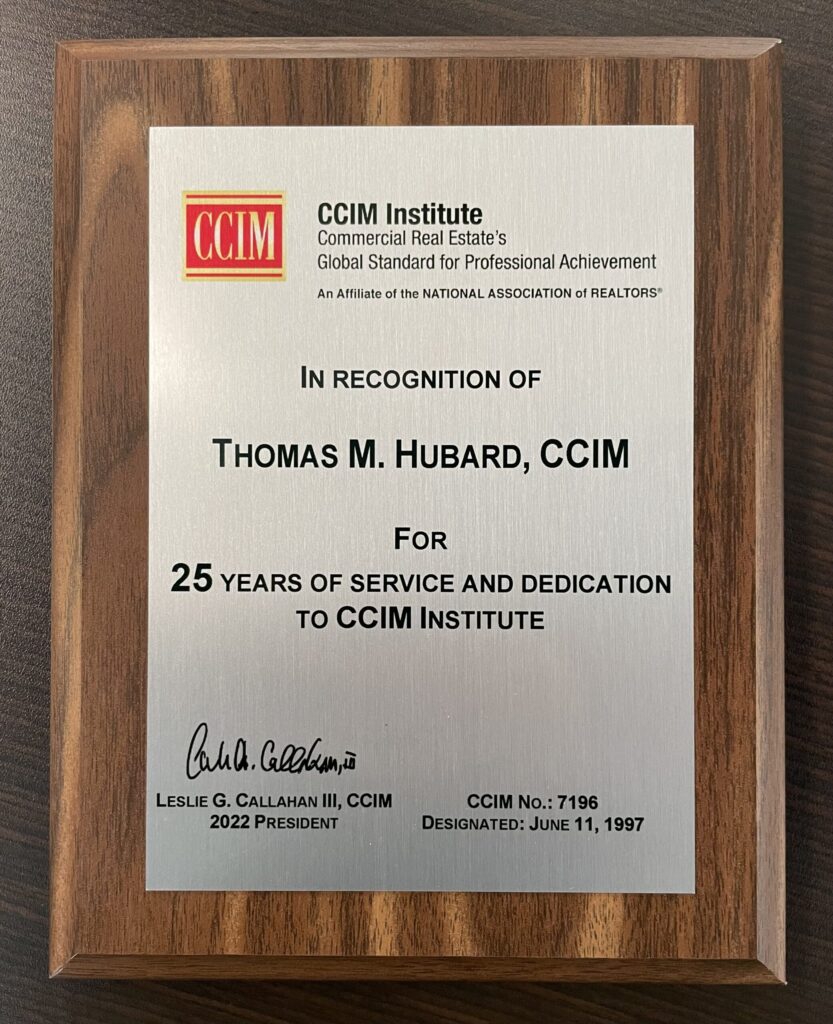 CCIM
CCIM Institute
Commercial Real Estate's
Global Standard for Professional Achievement
An Affiliate of the NATIONAL ASSOCIATION of REALTORS®
IN RECOGNITION OF
THOMAS M. HUBARD, CCIM
FOR
25 YEARS OF SERVICE AND DEDICATION
TO CCIM INSTITUTE
LESLIE G. CALLAHAN III, CCIM
2022 PRESIDENT
CCIM NO.: 7196
DESIGNATED: JUNE 11, 1997